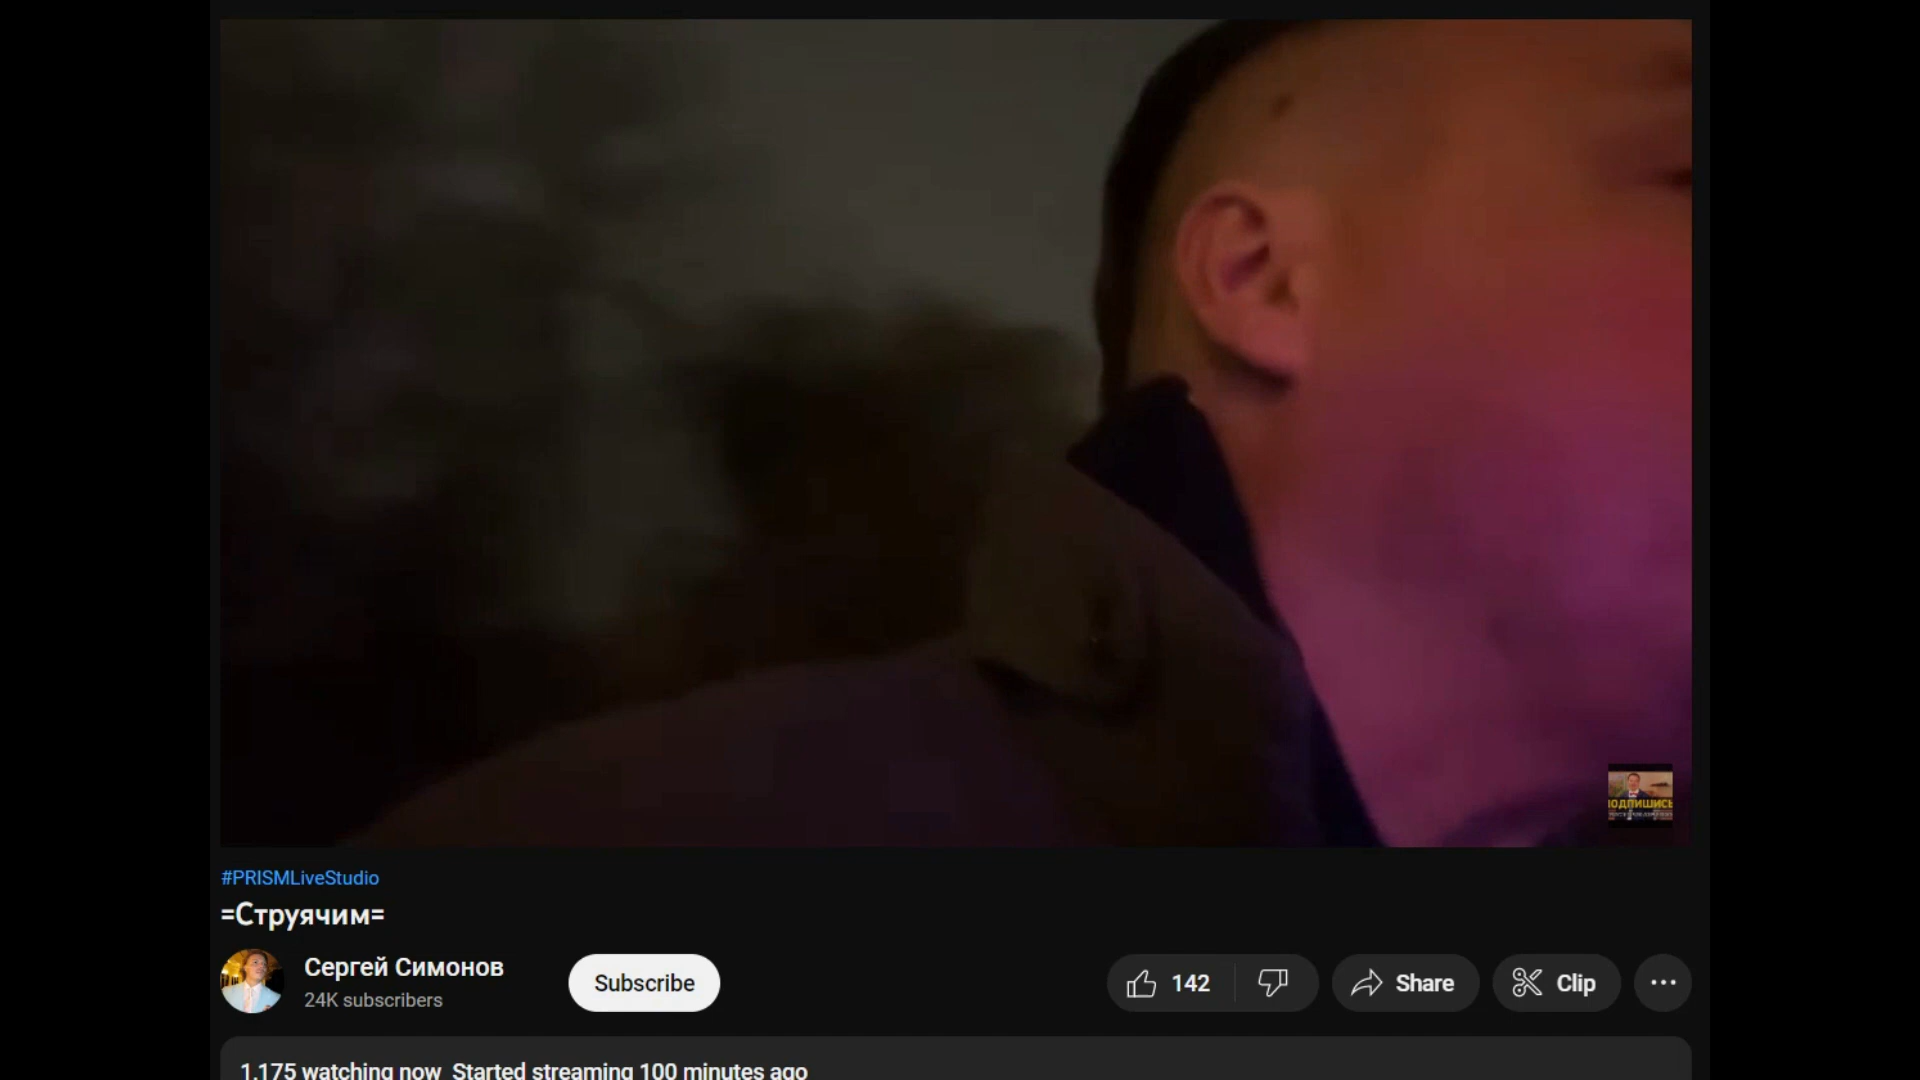 ПОДПИШИСЬ
#PRISMLiveStudio
=Струячим=
Сергей Симонов
24K subscribers
Subscribe
142
Share
Clip
1,175 watching now Started streaming 100 minutes ago